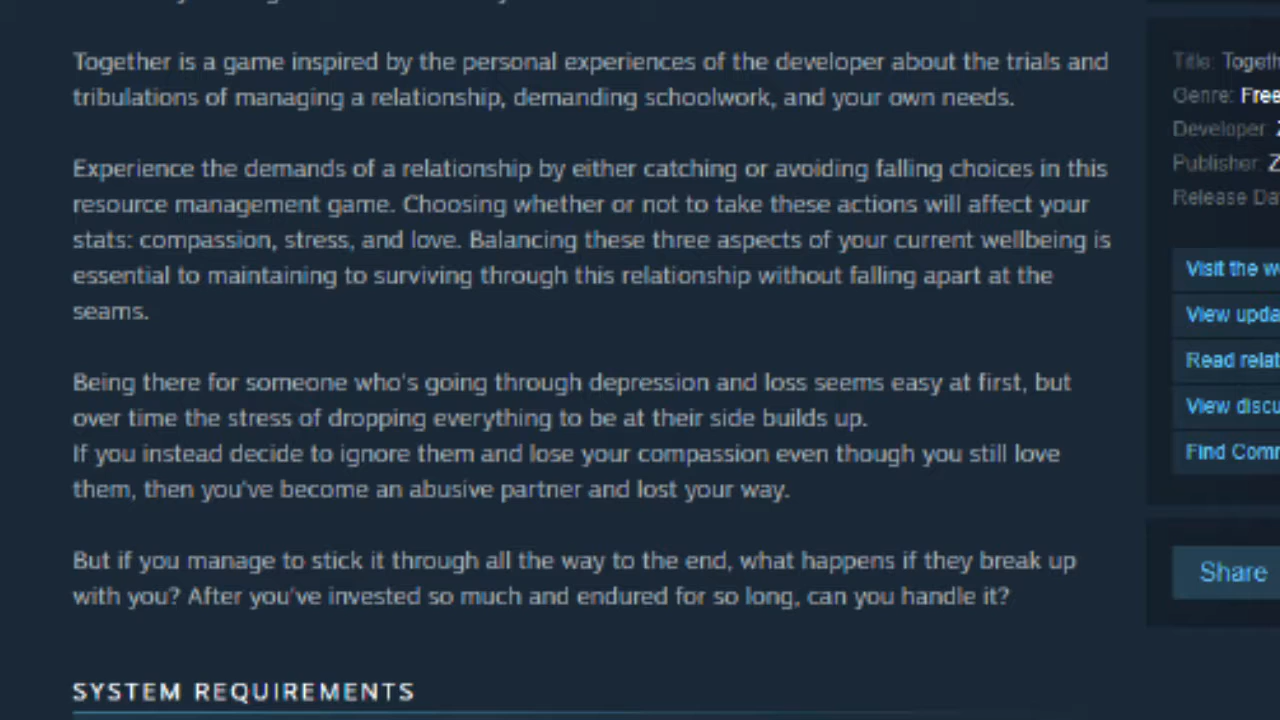 Together is a game inspired by the personal experiences of the developer about the trials and
tribulations of managing a relationship, demanding schoolwork, and your own needs.
Experience the demands of a relationship by either catching or avoiding falling choices in this
resource management game. Choosing whether or not to take these actions will affect your
stats: compassion, stress, and love. Balancing these three aspects of your current wellbeing is
essential to maintaining to surviving through this relationship without falling apart at the
seams.
Being there for someone who's going through depression and loss seems easy at first, but
over time the stress of dropping everything to be at their side builds up.
If you instead decide to ignore them and lose your compassion even though you still love
them, then you've become an abusive partner and lost your way.
But if you manage to stick it through all the way to the end, what happens if they break up
with you? After you've invested so much and endured for so long, can you handle it?
SYSTEM REQUIREMENTS
Title: Togeth
Genre: Free
Developer: Z
Publisher: Z
Release Da
Visit the w
View upda
Read relat
View discu
Find Comm
Share